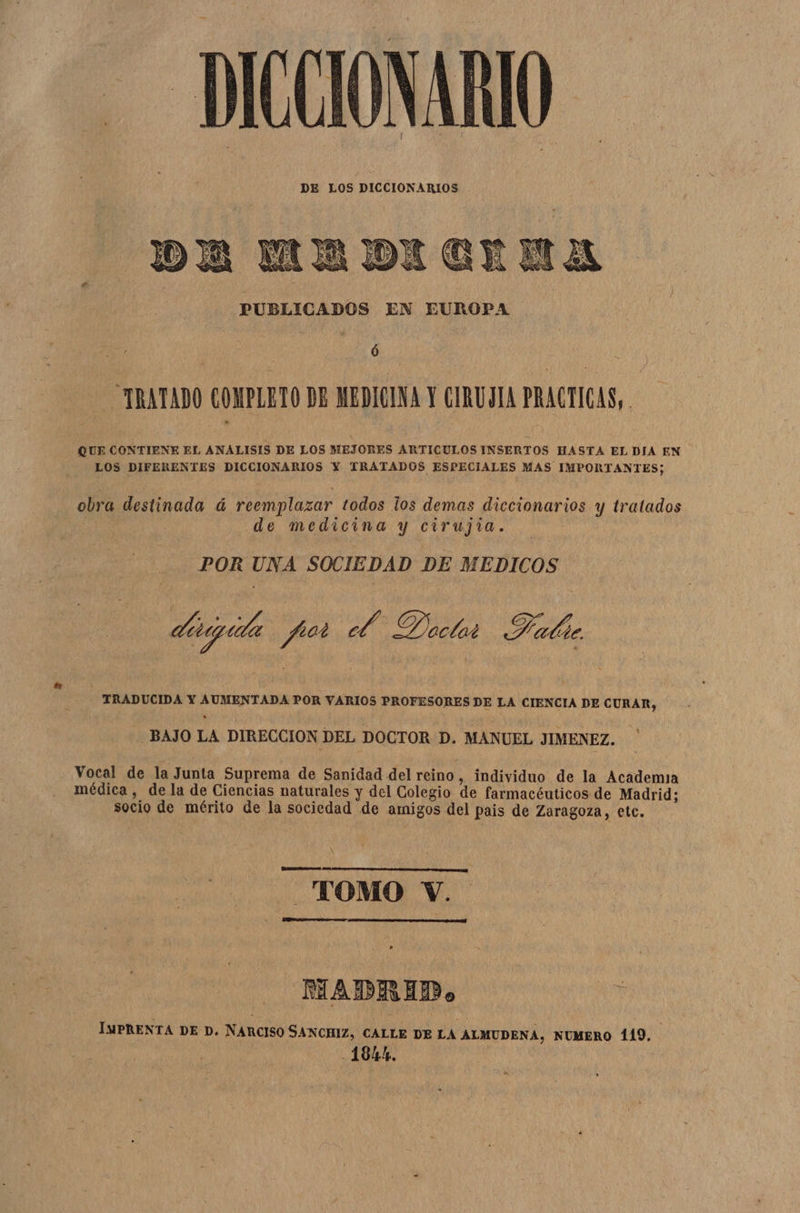 DICCIONARIO
DE LOS DICCIONARIOS
DE MEDICINA
PUBLICADOS EN EUROPA
ó
TRATADO COMPLETO DE MEDICINA Y CIRUJIA PRACTICAS,
QUE CONTIENE EL ANALISIS DE LOS MEJORES ARTICULOS INSERTOS HASTA EL DIA EN
LOS DIFERENTES DICCIONARIOS Y TRATADOS ESPECIALES MAS IMPORTANTES;
obra destinada á reemplazar todos los demas diccionarios y tratados
de medicina y cirujia.
POR UNA SOCIEDAD DE MEDICOS
dirigida por el Doctor Fabre.
TRADUCIDA Y AUMENTADA POR VARIOS PROFESORES DE LA CIENCIA DE CURAR,
BAJO LA DIRECCION DEL DOCTOR D. MANUEL JIMENEZ.
Vocal de la Junta Suprema de Sanidad del reino, individuo de la Academia
médica, de la de Ciencias naturales y del Colegio de farmacéuticos de Madrid;
socio de mérito de la sociedad de amigos del pais de Zaragoza, etc.
TOMO V.
MADRID.
IMPRENTA DE D. NARCISO SANCHIZ, CALLE DE LA ALMUDENA, NUMERO 119.
1844.